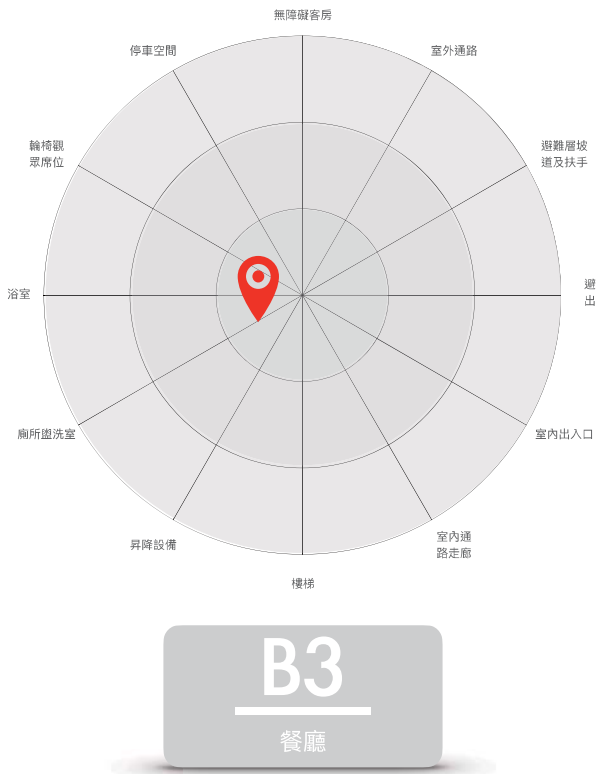 無障礙客房
停車空間
室外通路
輪椅觀
眾席位
避難層坡
道及扶手
浴室
避
出
廁所盥洗室
室內出入口
昇降設備
室內通
路走廊
樓梯
B3
餐廳